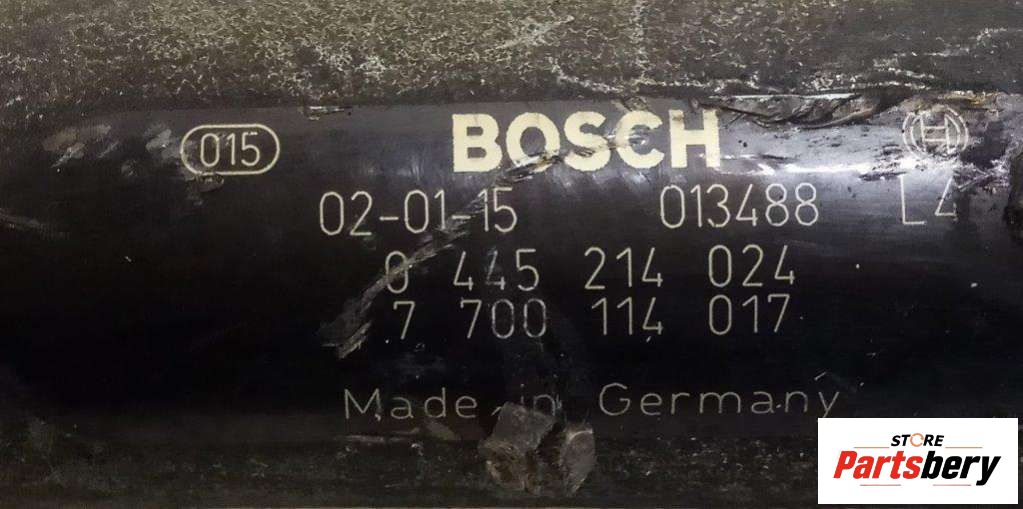 015 BOSCH
02-01-15 013488 L4
0 445 214 024
7 700 114 017
Made in Germany
STORE
Partsbery